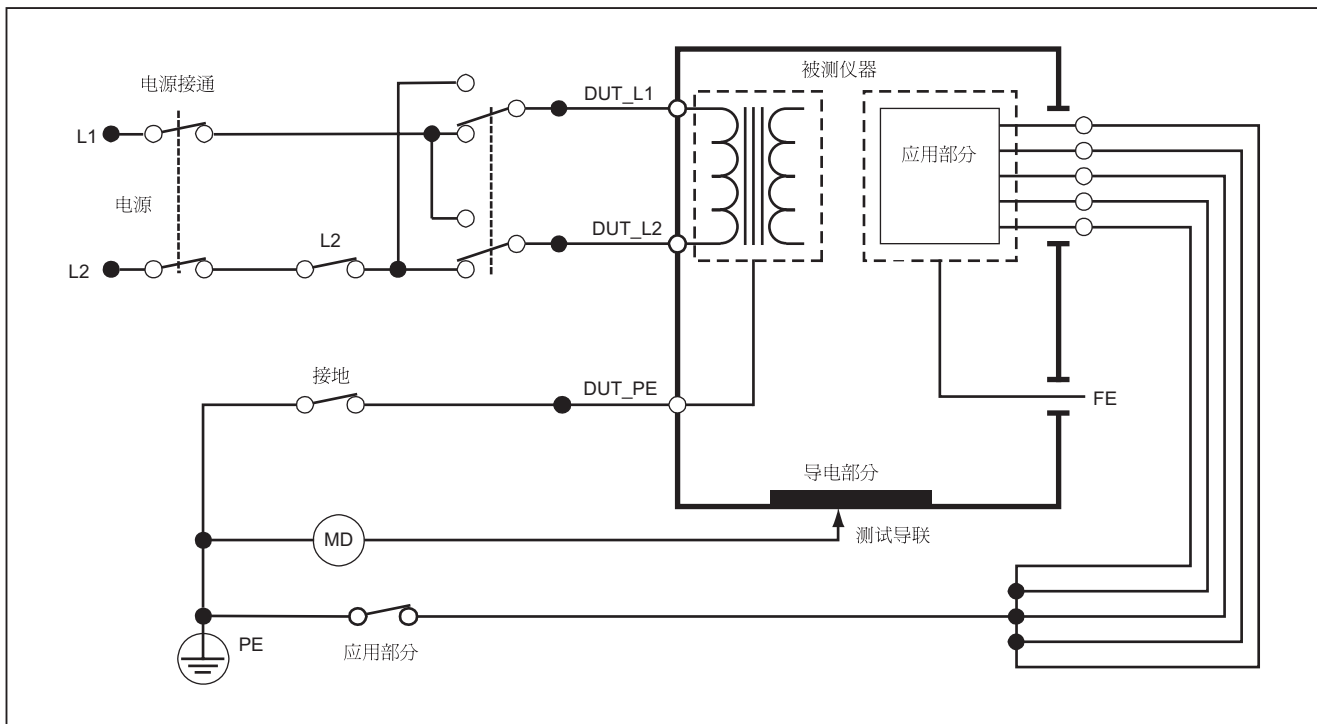 被测仪器
电源接通
DUT_L1
L1
应用部分
电源
DUT_L2
L2
L2
接地
DUT_PE
FE
导电部分
测试导联
MD
PE
应用部分